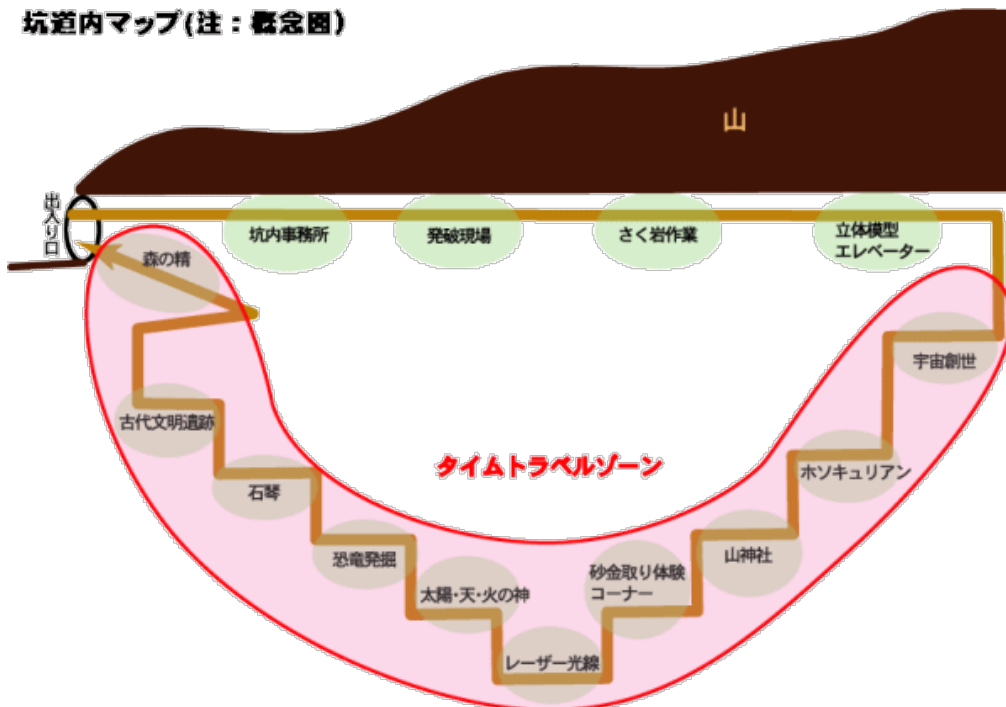 坑道内マップ(注：概念図)
山
出入り口
坑内事務所
発破現場
さく岩作業
立体模型
エレベーター
森の精
宇宙創世
古代文明遺跡
タイムトラベルゾーン
ホソキュリアン
石琴
恐竜発掘
山神社
砂金取り体験
コーナー
太陽・天・火の神
レーザー光線